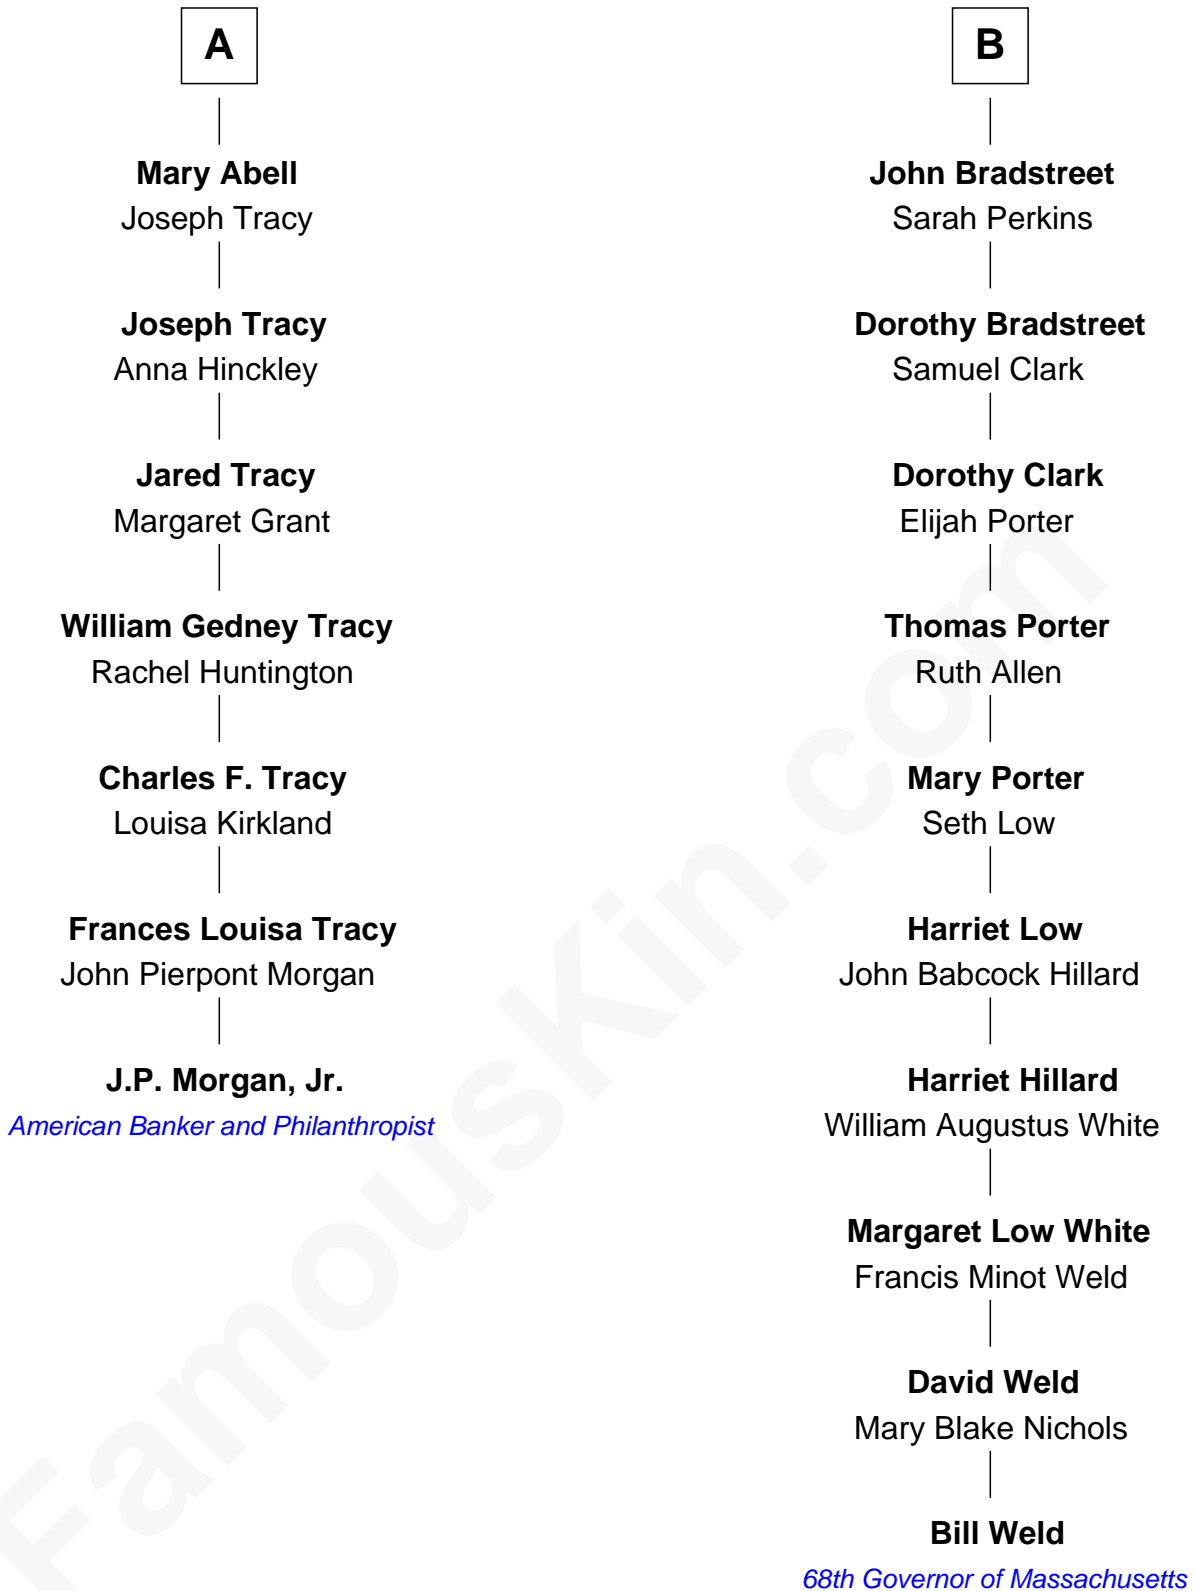 A
Mary Abell
Joseph Tracy
Joseph Tracy
Anna Hinckley
Jared Tracy
Margaret Grant
William Gedney Tracy
Rachel Huntington
Charles F. Tracy
Louisa Kirkland
Frances Louisa Tracy
John Pierpont Morgan
J.P. Morgan, Jr.
American Banker and Philanthropist
B
John Bradstreet
Sarah Perkins
Dorothy Bradstreet
Samuel Clark
Dorothy Clark
Elijah Porter
Thomas Porter
Ruth Allen
Mary Porter
Seth Low
Harriet Low
John Babcock Hillard
Harriet Hillard
William Augustus White
Margaret Low White
Francis Minot Weld
David Weld
Mary Blake Nichols
Bill Weld
68th Governor of Massachusetts
FamousKin.com